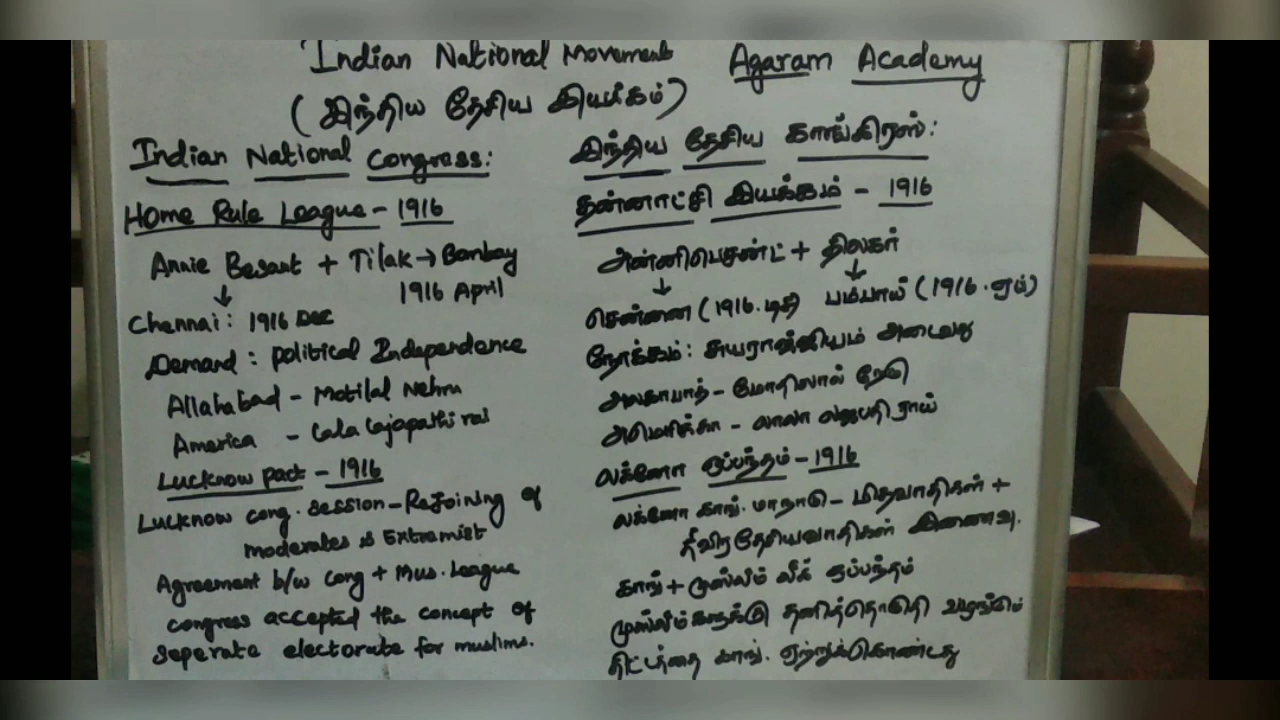 Indian National Movement
Agaram Academy
(இந்திய தேசிய இயக்கம்)
Indian National Congress:
Home Rule League - 1916
Annie Besant + Tilak → Bombay
1916 April
↓
Chennai: 1916 Dec
Demand: Political Independence
Allahabad - Motilal Nehru
America - Lala lajapathi rai
Lucknow pact - 1916
Lucknow cong. session - Rejoining of
moderates & Extramist
Agreement b/w cong + Mus. League
congress accepted the concept of
seperate electorate for muslims.
இந்திய தேசிய காங்கிரஸ்:
தன்னாட்சி இயக்கம் - 1916
அன்னிபெசண்ட் + திலகர்
↓ ↓
சென்னை (1916. டிச) பம்பாய் (1916. ஏப்)
நோக்கம்: சுயராஜ்ஜியம் அடைவது
அலகாபாத் - மோதிலால் நேரு
அமெரிக்கா - லாலா லஜபதி ராய்
லக்னோ ஒப்பந்தம் - 1916
லக்னோ காங். மாநாடு - மிதவாதிகள் +
தீவிரதேசியவாதிகள் இணைவு.
காங் + முஸ்லீம் லீக் ஒப்பந்தம்
முஸ்லீம்களுக்கு தனித்தொகுதி வழங்கும்
திட்டத்தை காங். ஏற்றுக்கொண்டது